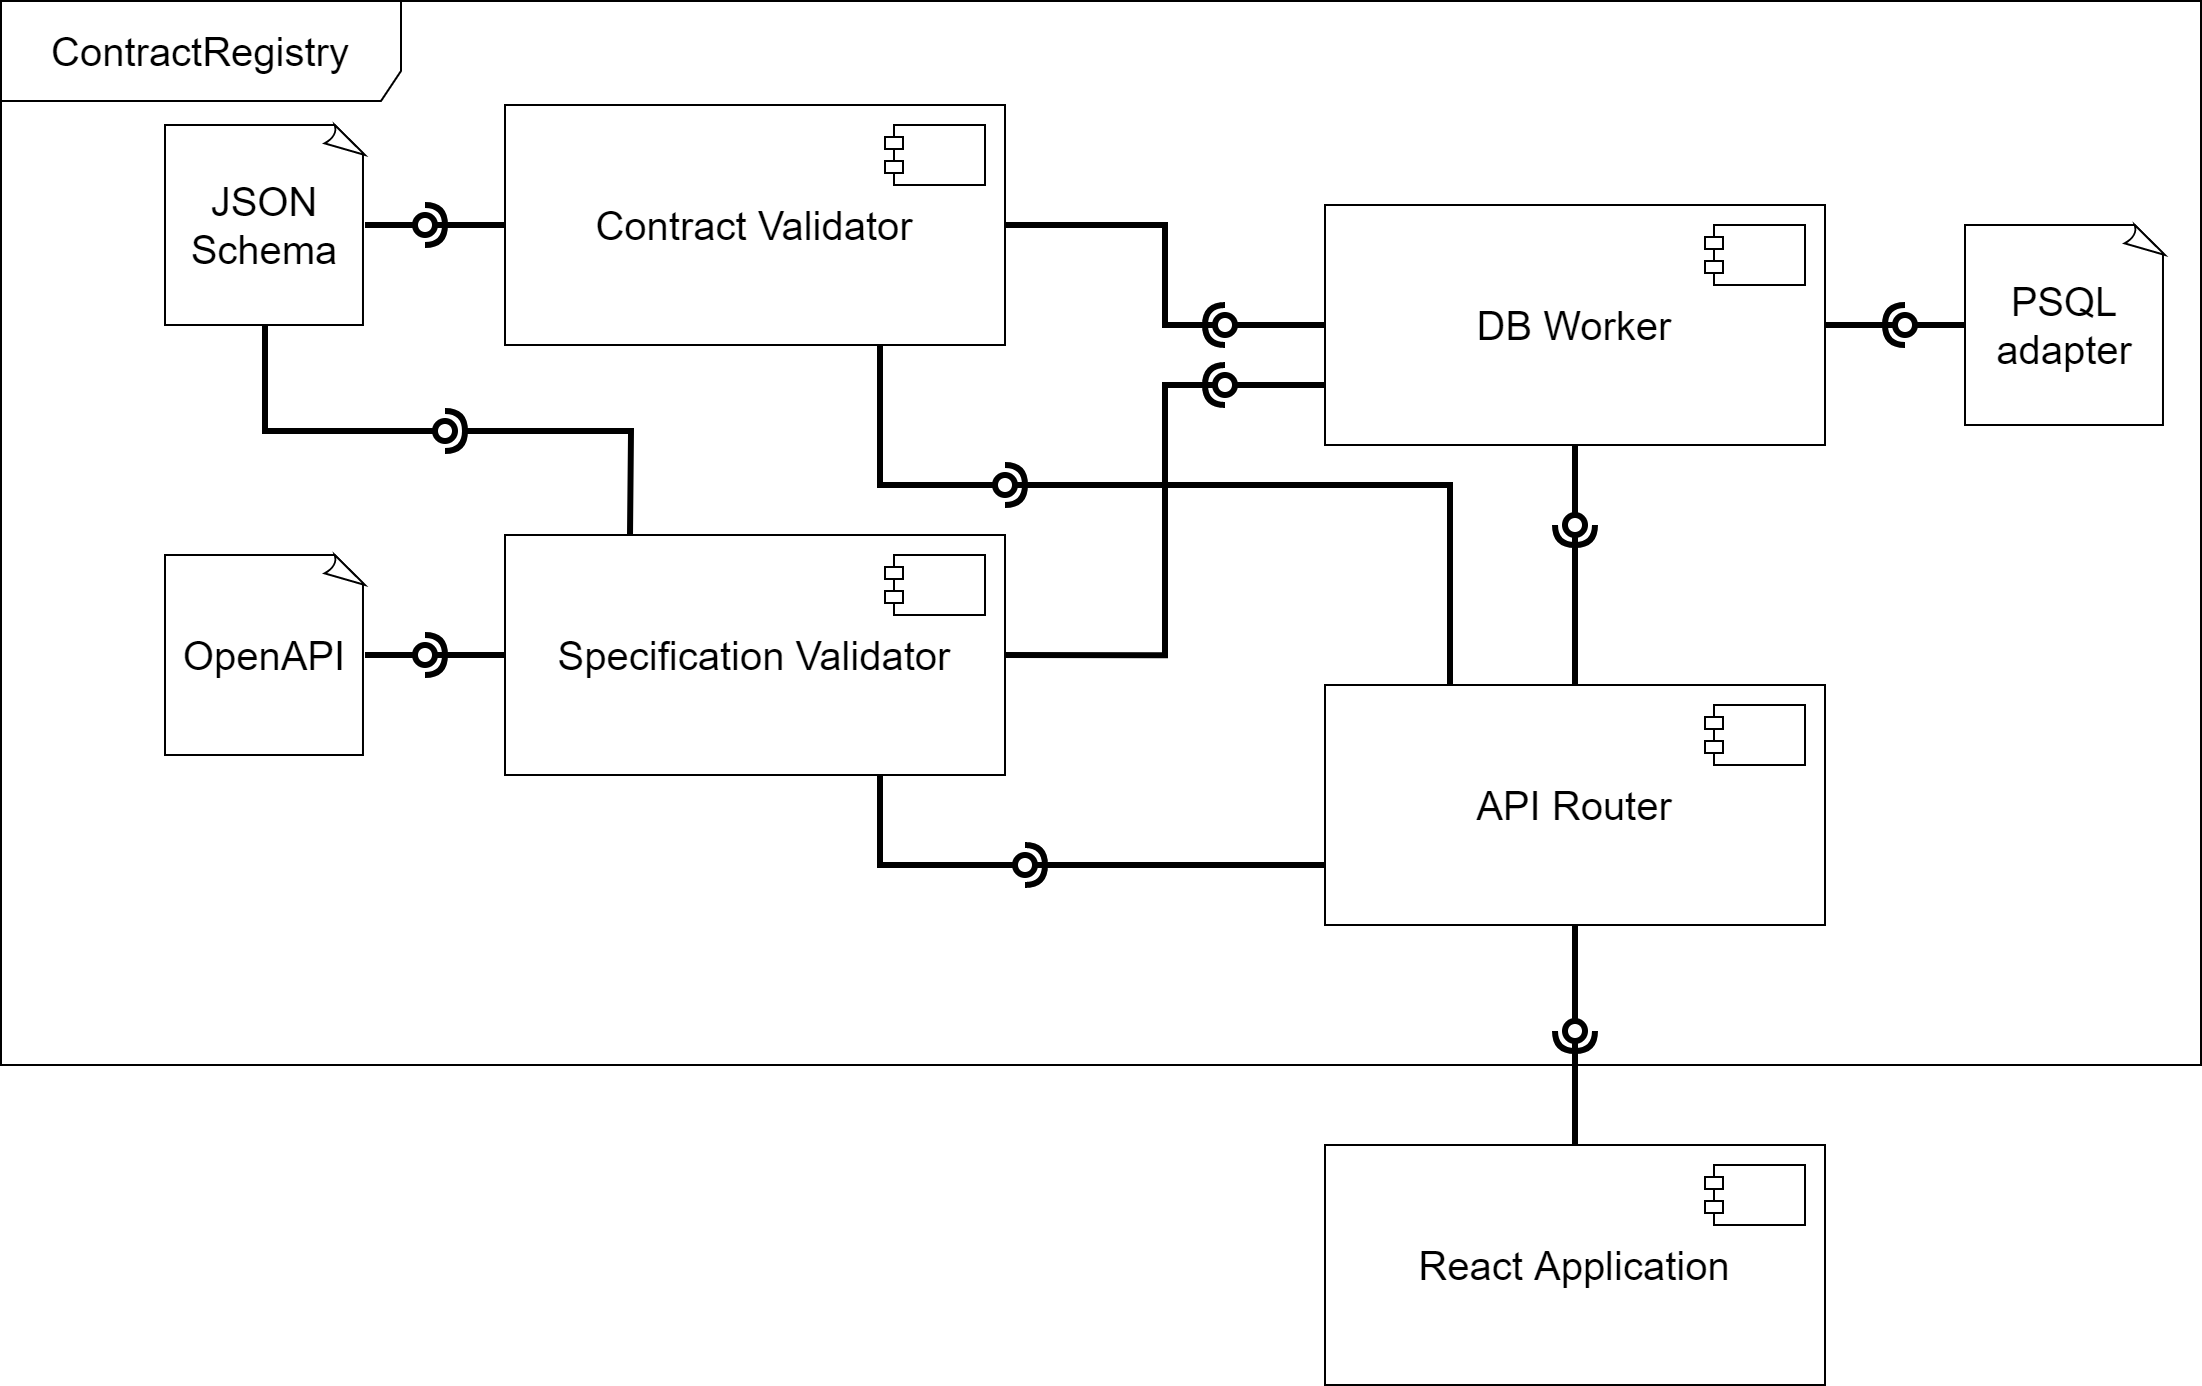 ContractRegistry
JSON
Schema
Contract Validator
DB Worker
PSQL
adapter
OpenAPI
Specification Validator
API Router
React Application